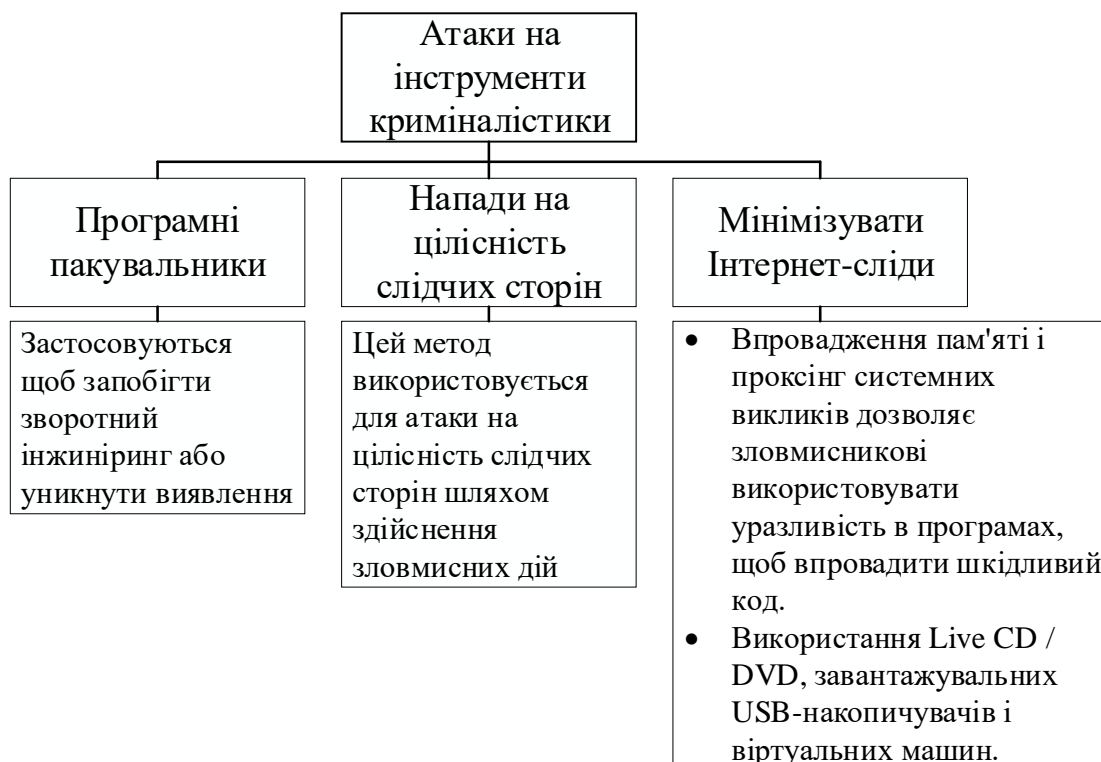 Атаки на
інструменти
криміналістики
Програмні
пакувальники
Напади на
цілісність
слідчих сторін
Мінімізувати
Інтернет-сліди
Застосовуються
щоб запобігти
зворотний
інжиніринг або
уникнути виявлення
Цей метод
використовується
для атаки на
цілісність слідчих
сторін шляхом
здійснення
зловмисних дій
• Впровадження пам'яті і
проксінг системних
викликів дозволяє
зловмисникові
використовувати
уразливість в програмах,
щоб впровадити шкідливий
код.
• Використання Live CD /
DVD, завантажувальних
USB-накопичувачів і
віртуальних машин.